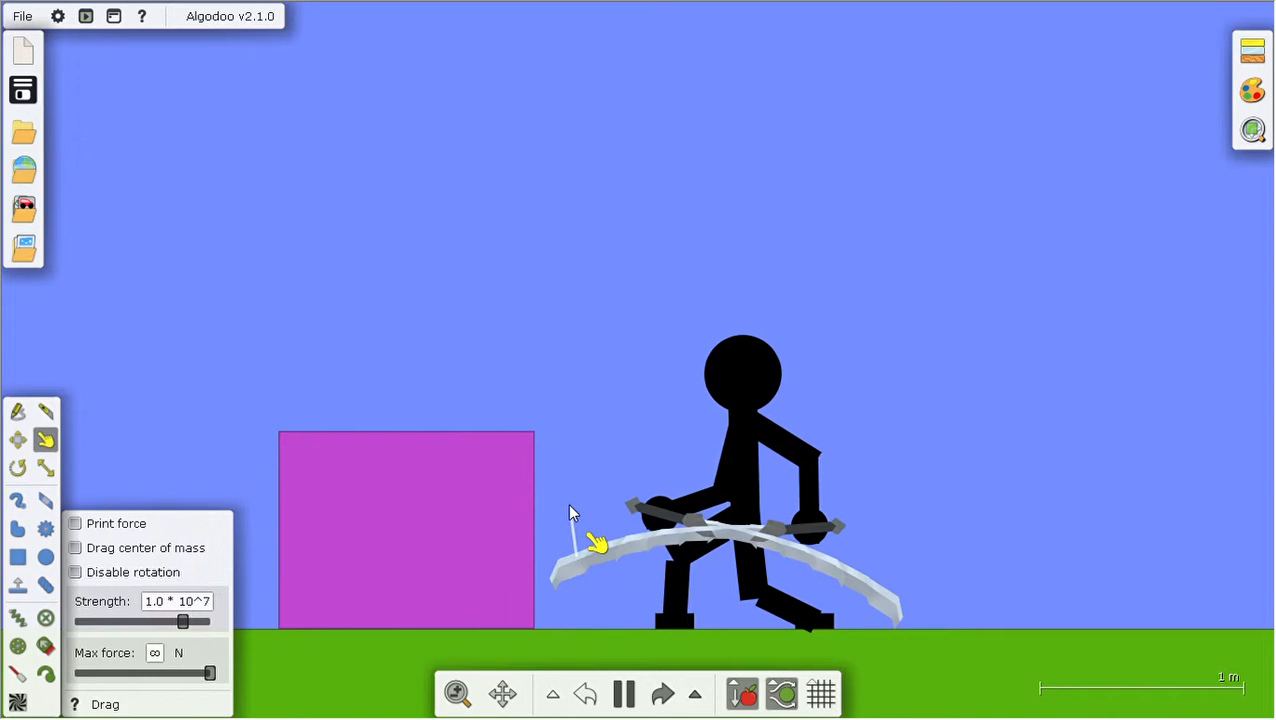 File ? Algodoo v2.1.0
Print force
Drag center of mass
Disable rotation
Strength: 1.0 * 10^7
Max force: ∞ N
? Drag
1 m